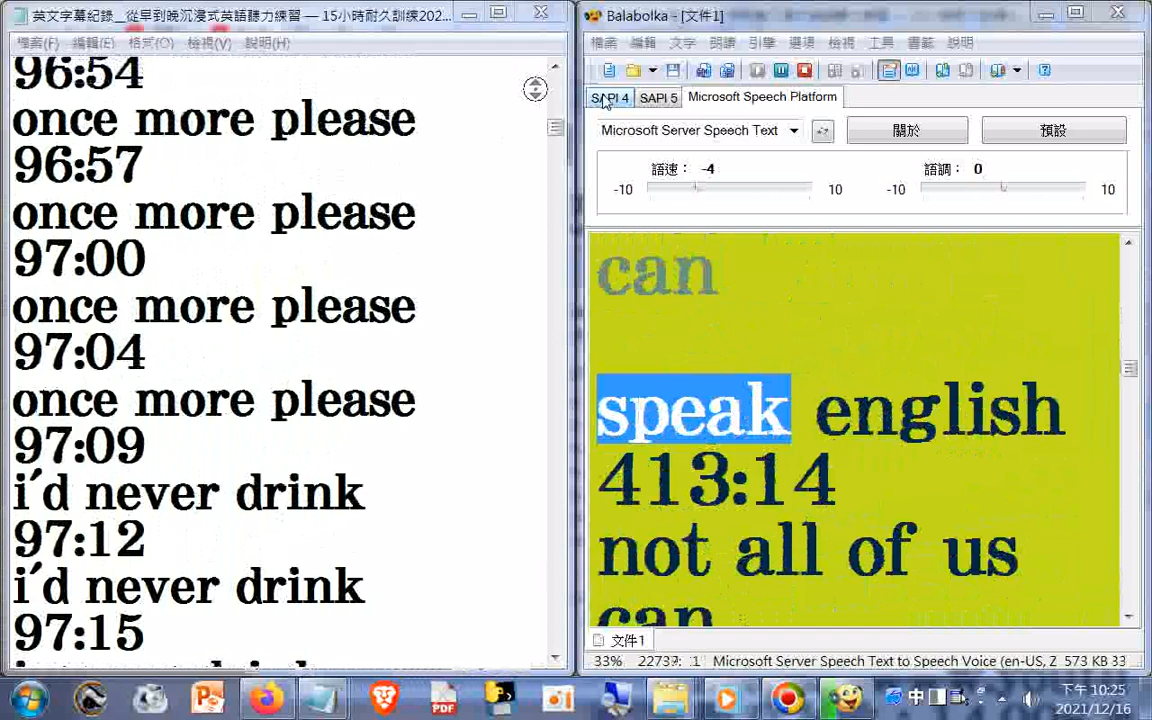 英文字幕紀錄__從早到晚沉浸式英語聽力練習 — 15小時耐久訓練202...
檔案(F) 編輯(E) 格式(O) 檢視(V) 說明(H)
96:54
once more please
96:57
once more please
97:00
once more please
97:04
once more please
97:09
i'd never drink
97:12
i'd never drink
97:15
Balabolka - [文件1]
檔案 編輯 文字 朗讀 引擎 選項 檢視 工具 書籤 說明
SAPI 4 SAPI 5 Microsoft Speech Platform
Microsoft Server Speech Text 關於 預設
語速： -4 語調： 0
-10 10 -10 10
can
speak english
413:14
not all of us
can
文件1
33% Microsoft Server Speech Text to Speech Voice (en-US, Z 573 KB 33
PDF 中 下午 10:25
2021/12/16